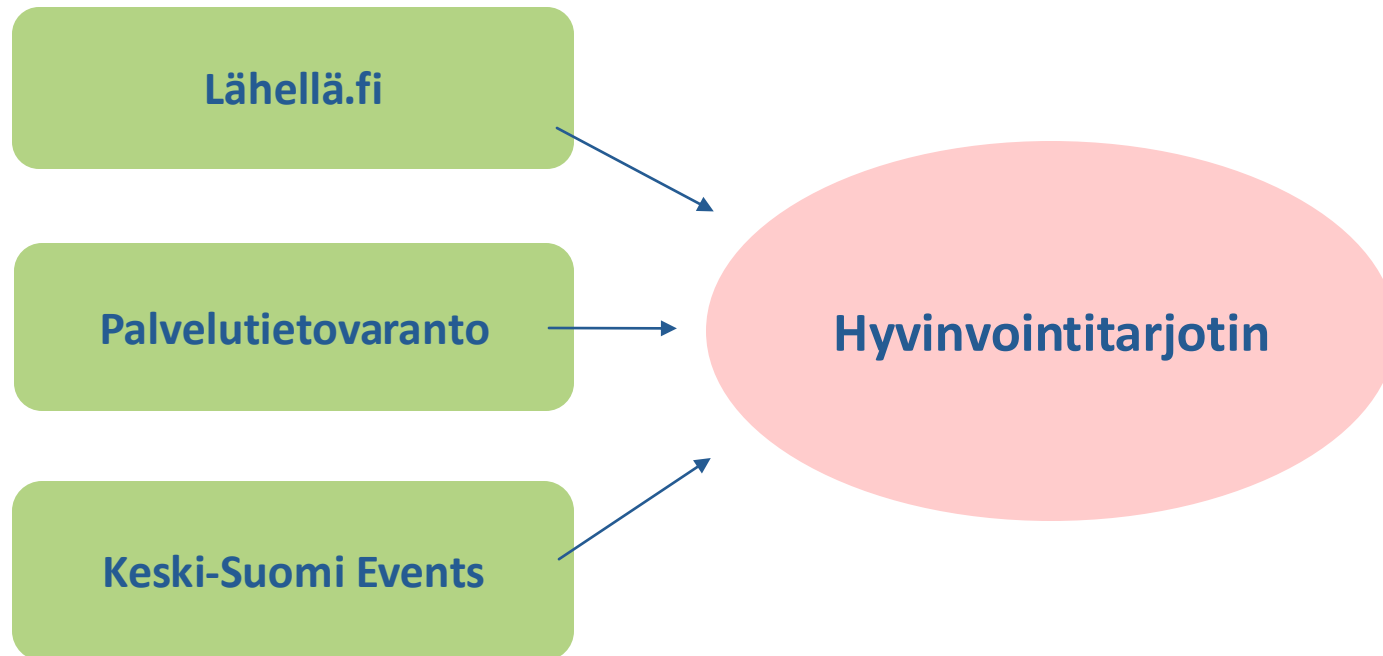 Lähellä.fi
Palvelutietovaranto
Hyvinvointitarjotin
Keski-Suomi Events